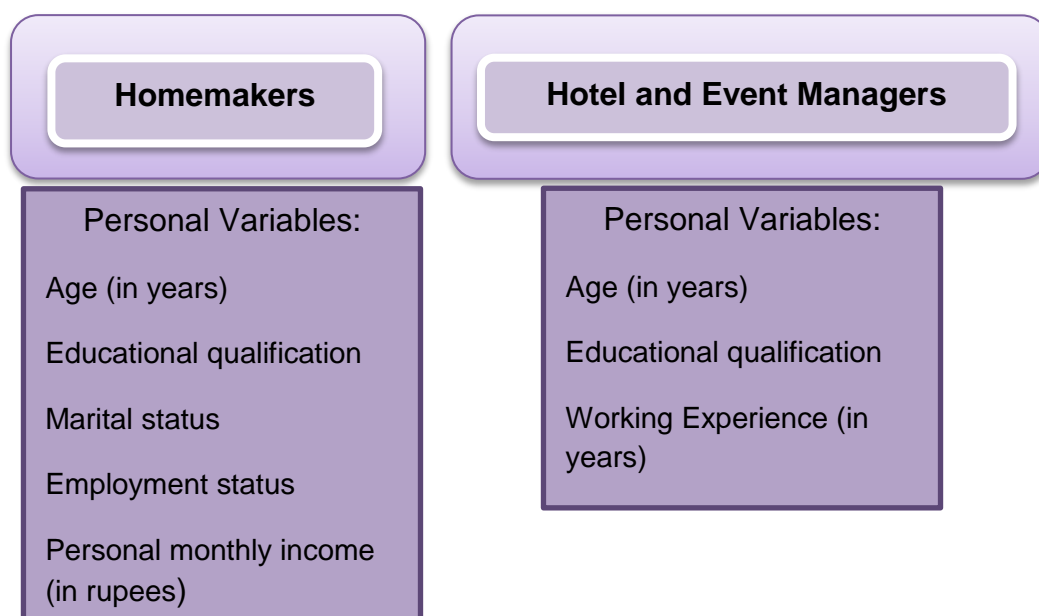 Homemakers
Personal Variables:
Age (in years)
Educational qualification
Marital status
Employment status
Personal monthly income
(in rupees)
Hotel and Event Managers
Personal Variables:
Age (in years)
Educational qualification
Working Experience (in
years)